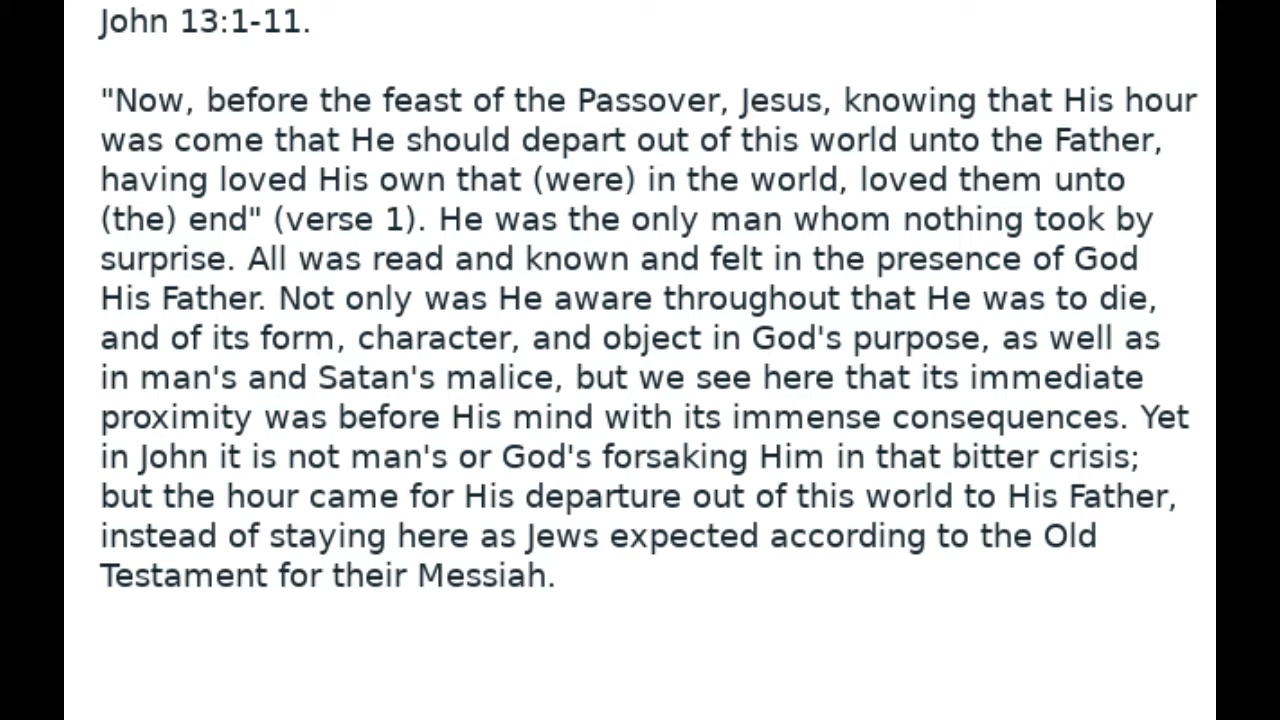 John 13:1-11.
"Now, before the feast of the Passover, Jesus, knowing that His hour
was come that He should depart out of this world unto the Father,
having loved His own that (were) in the world, loved them unto
(the) end" (verse 1). He was the only man whom nothing took by
surprise. All was read and known and felt in the presence of God
His Father. Not only was He aware throughout that He was to die,
and of its form, character, and object in God's purpose, as well as
in man's and Satan's malice, but we see here that its immediate
proximity was before His mind with its immense consequences. Yet
in John it is not man's or God's forsaking Him in that bitter crisis;
but the hour came for His departure out of this world to His Father,
instead of staying here as Jews expected according to the Old
Testament for their Messiah.